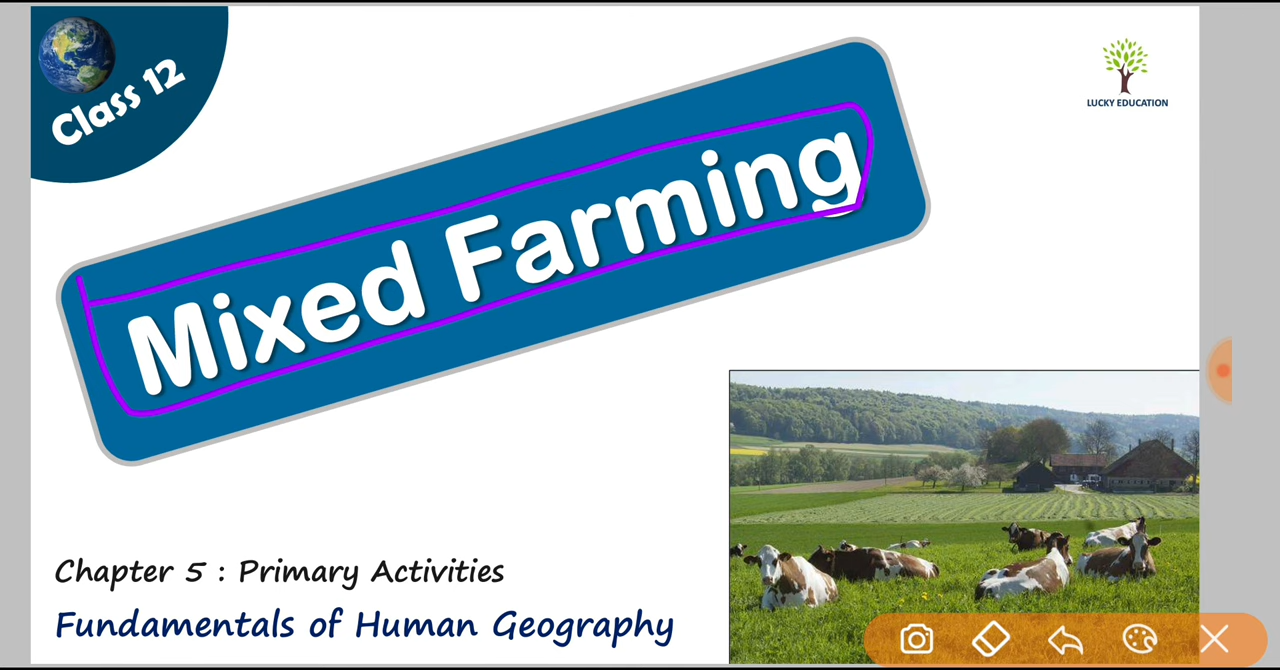 Class 12
LUCKY EDUCATION
Mixed Farming
Chapter 5 : Primary Activities
Fundamentals of Human Geography